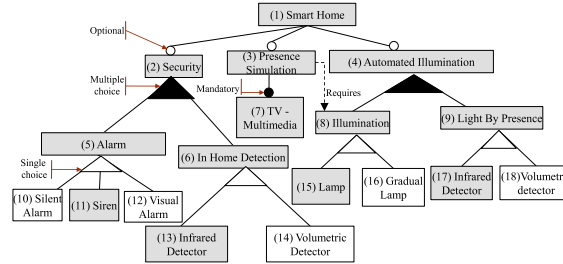 (1) Smart Home
Optional
(2) Security
(3) Presence
Simulation
(4) Automated Illumination
Multiple
choice
Mandatory
Requires
(7) TV -
Multimedia
(8) Illumination
(9) Light By Presence
(5) Alarm
(6) In Home Detection
Single
choice
(10) Silent
Alarm
(11) Siren
(12) Visual
Alarm
(15) Lamp
(16) Gradual
Lamp
(17) Infrared
Detector
(18)Volumetric
detector
(13) Infrared
Detector
(14) Volumetric
Detector